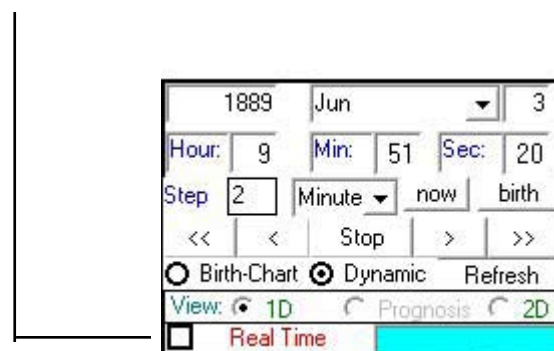 1889 Jun 3
Hour: 9 Min: 51 Sec: 20
Step 2 Minute now birth
<< < Stop > >>
Birth-Chart Dynamic Refresh
View: 1D Prognosis 2D
Real Time